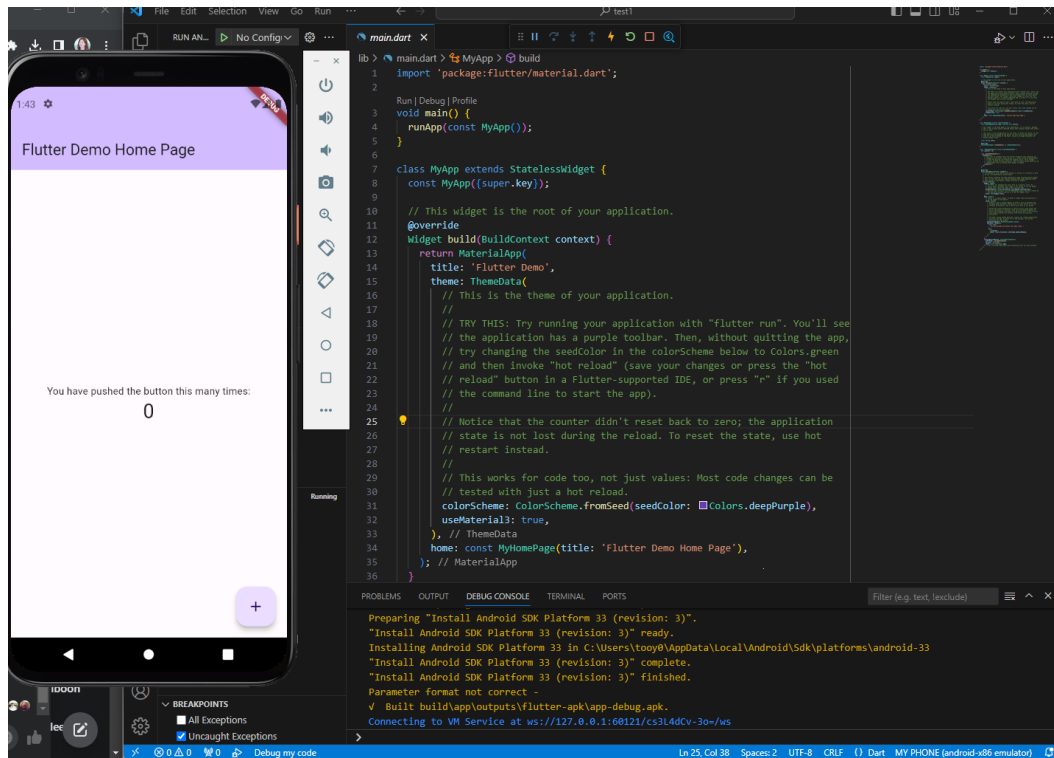 File Edit Selection View Go Run ··· test1
RUN AN... No Config
main.dart
lib > main.dart > MyApp > build
1 import 'package:flutter/material.dart';
2
Run | Debug | Profile
3 void main() {
4 runApp(const MyApp());
5 }
6
7 class MyApp extends StatelessWidget {
8 const MyApp({super.key});
9
10 // This widget is the root of your application.
11 @override
12 Widget build(BuildContext context) {
13 return MaterialApp(
14 title: 'Flutter Demo',
15 theme: ThemeData(
16 // This is the theme of your application.
17 //
18 // TRY THIS: Try running your application with "flutter run". You'll see
19 // the application has a purple toolbar. Then, without quitting the app,
20 // try changing the seedColor in the colorScheme below to Colors.green
21 // and then invoke "hot reload" (save your changes or press the "hot
22 // reload" button in a Flutter-supported IDE, or press "r" if you used
23 // the command line to start the app).
24 //
25 // Notice that the counter didn't reset back to zero; the application
26 // state is not lost during the reload. To reset the state, use hot
27 // restart instead.
28 //
29 // This works for code too, not just values: Most code changes can be
30 // tested with just a hot reload.
31 colorScheme: ColorScheme.fromSeed(seedColor: Colors.deepPurple),
32 useMaterial3: true,
33 ), // ThemeData
34 home: const MyHomePage(title: 'Flutter Demo Home Page'),
35 ); // MaterialApp
36 }
1:43
DEBUG
Flutter Demo Home Page
You have pushed the button this many times:
0
+
Running
PROBLEMS OUTPUT DEBUG CONSOLE TERMINAL PORTS Filter (e.g. text, !exclude)
Preparing "Install Android SDK Platform 33 (revision: 3)".
"Install Android SDK Platform 33 (revision: 3)" ready.
Installing Android SDK Platform 33 in C:\Users\tooy0\AppData\Local\Android\Sdk\platforms\android-33
"Install Android SDK Platform 33 (revision: 3)" complete.
"Install Android SDK Platform 33 (revision: 3)" finished.
Parameter format not correct -
√ Built build\app\outputs\flutter-apk\app-debug.apk.
Connecting to VM Service at ws://127.0.0.1:60121/cs3L4dCv-3o=/ws
>
BREAKPOINTS
All Exceptions
Uncaught Exceptions
0 0 0 Debug my code
Ln 25, Col 38 Spaces: 2 UTF-8 CRLF {} Dart MY PHONE (android-x86 emulator)